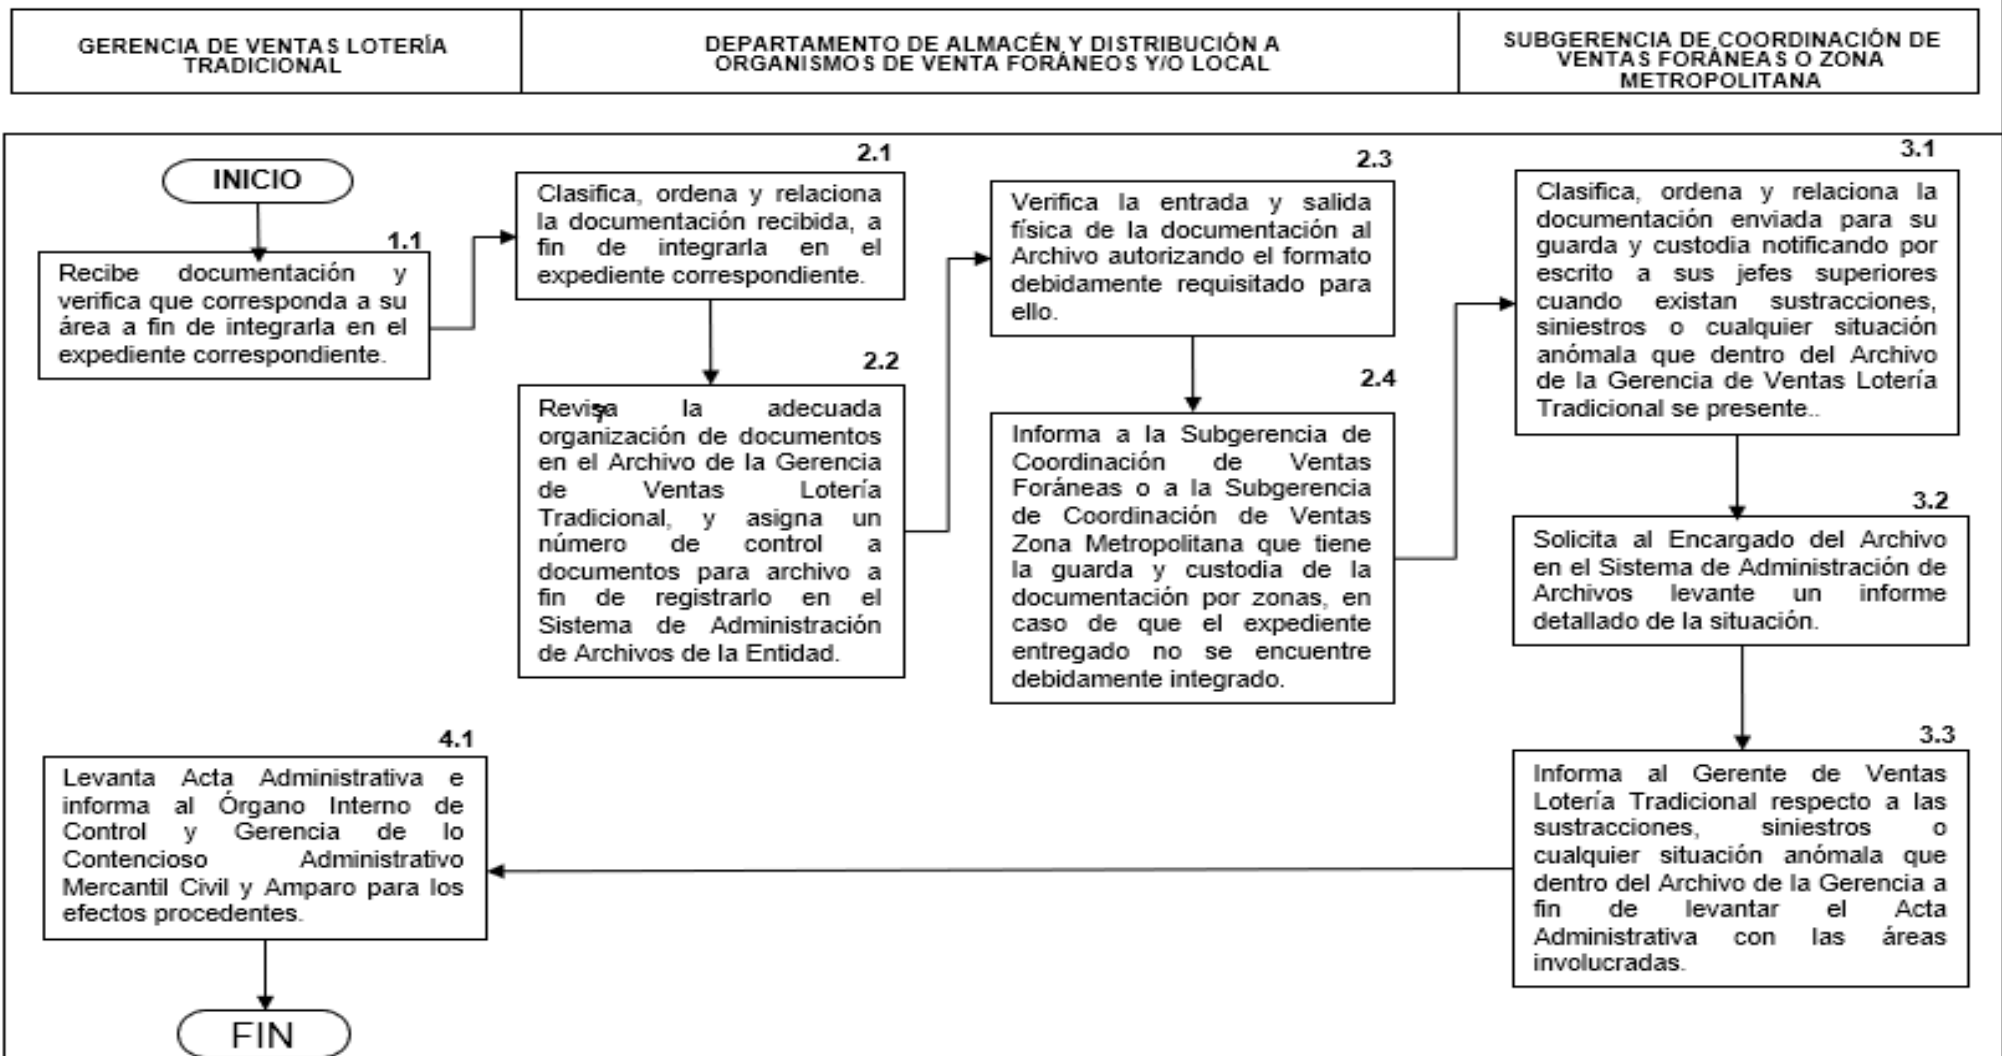 GERENCIA DE VENTAS LOTERÍA
TRADICIONAL
DEPARTAMENTO DE ALMACÉN Y DISTRIBUCIÓN A
ORGANISMOS DE VENTA FORÁNEOS Y/O LOCAL
SUBGERENCIA DE COORDINACIÓN DE
VENTAS FORÁNEAS O ZONA
METROPOLITANA
INICIO
1.1
Recibe documentación y
verifica que corresponda a su
área a fin de integrarla en el
expediente correspondiente.
2.1
Clasifica, ordena y relaciona
la documentación recibida, a
fin de integrarla en el
expediente correspondiente.
2.2
Revisa la adecuada
organización de documentos
en el Archivo de la Gerencia
de Ventas Lotería
Tradicional, y asigna un
número de control a
documentos para archivo a
fin de registrarlo en el
Sistema de Administración
de Archivos de la Entidad.
2.3
Verifica la entrada y salida
física de la documentación al
Archivo autorizando el formato
debidamente requisitado para
ello.
2.4
Informa a la Subgerencia de
Coordinación de Ventas
Foráneas o a la Subgerencia
de Coordinación de Ventas
Zona Metropolitana que tiene
la guarda y custodia de la
documentación por zonas, en
caso de que el expediente
entregado no se encuentre
debidamente integrado.
3.1
Clasifica, ordena y relaciona la
documentación enviada para su
guarda y custodia notificando por
escrito a sus jefes superiores
cuando existan sustracciones,
siniestros o cualquier situación
anómala que dentro del Archivo
de la Gerencia de Ventas Lotería
Tradicional se presente..
3.2
Solicita al Encargado del Archivo
en el Sistema de Administración de
Archivos levante un informe
detallado de la situación.
3.3
Informa al Gerente de Ventas
Lotería Tradicional respecto a las
sustracciones, siniestros o
cualquier situación anómala que
dentro del Archivo de la Gerencia a
fin de levantar el Acta
Administrativa con las áreas
involucradas.
4.1
Levanta Acta Administrativa e
informa al Órgano Interno de
Control y Gerencia de lo
Contencioso Administrativo
Mercantil Civil y Amparo para los
efectos procedentes.
FIN